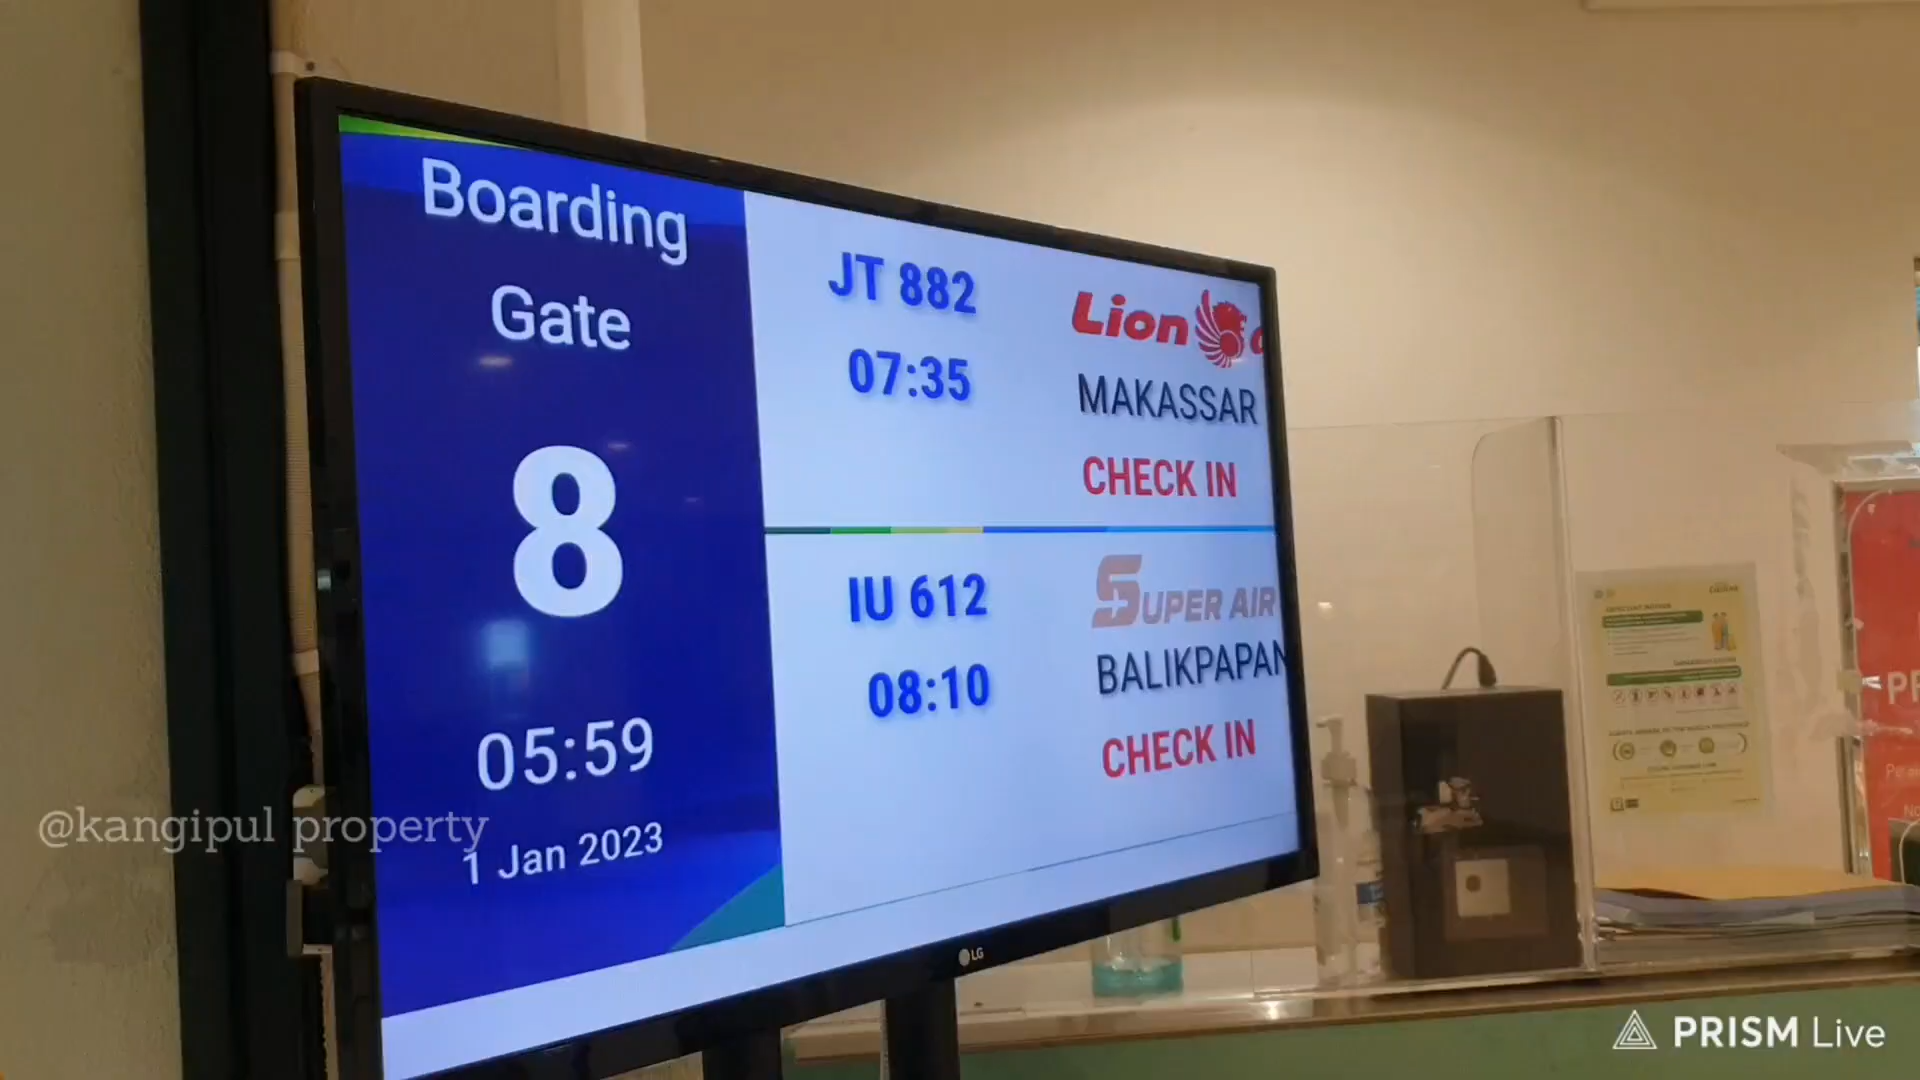 Boarding
Gate
8
05:59
1 Jan 2023
JT 882
07:35
Lion
MAKASSAR
CHECK IN
IU 612
08:10
SUPER AIR
BALIKPAPAN
CHECK IN
LG
@kangipul property
PRISM Live